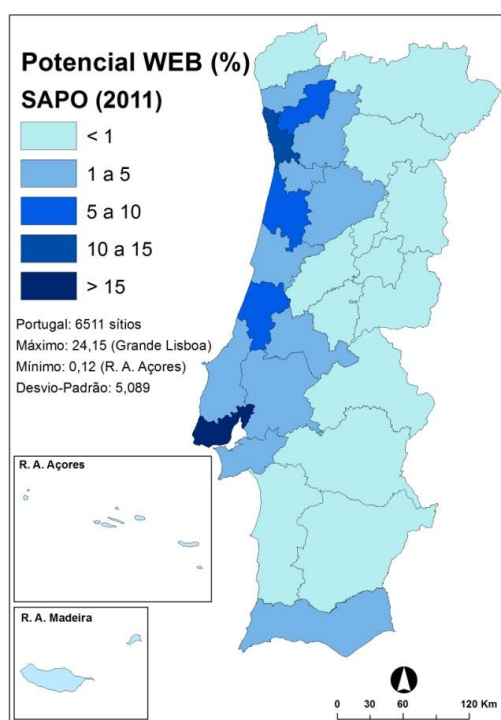 Potencial WEB (%)
SAPO (2011)
< 1
1 a 5
5 a 10
10 a 15
> 15
Portugal: 6511 sítios
Máximo: 24,15 (Grande Lisboa)
Mínimo: 0,12 (R. A. Açores)
Desvio-Padrão: 5,089
R. A. Açores
R. A. Madeira
0 30 60 120 Km